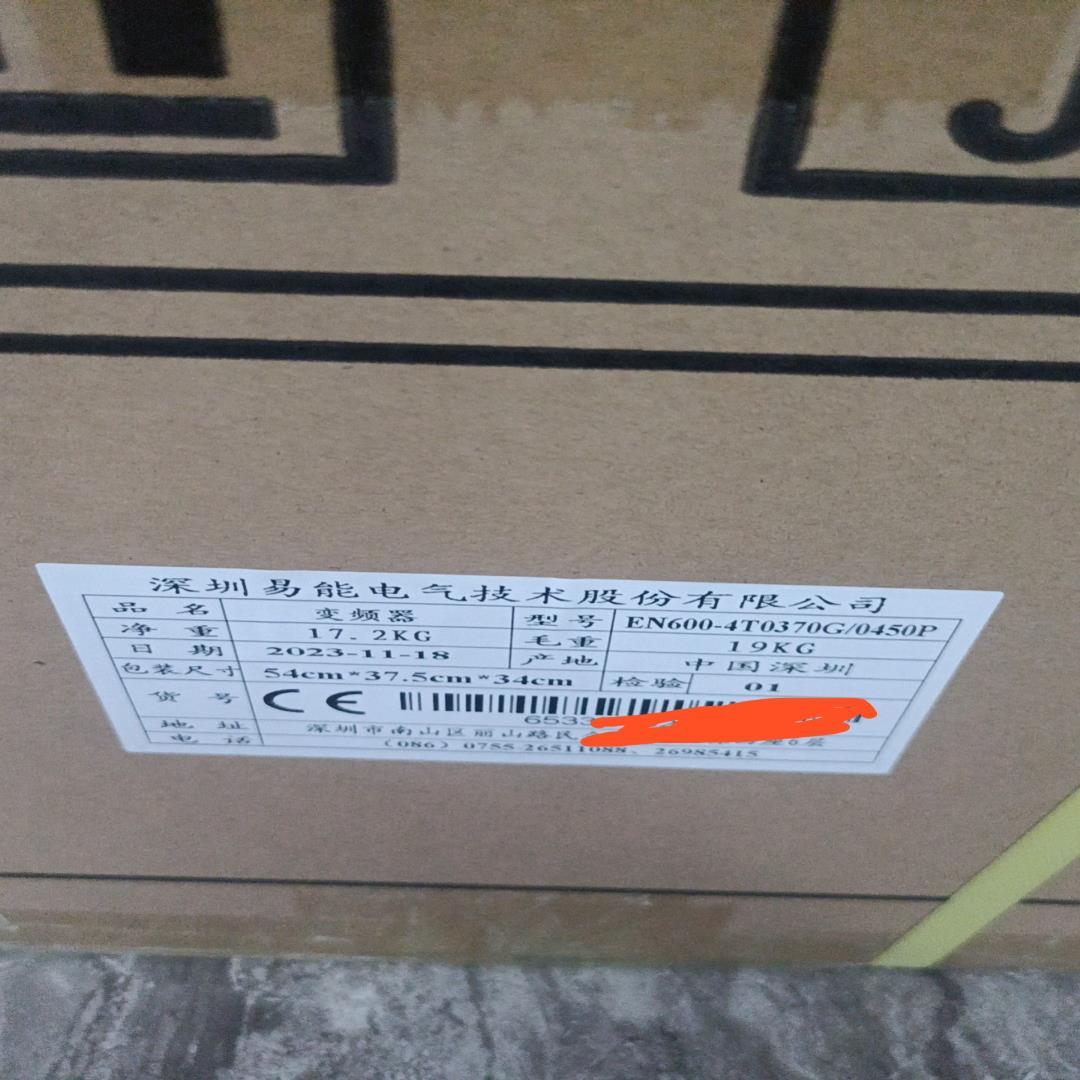 J
深圳易能电气技术股份有限公司
品名 变频器 型号 EN600-4T0370G/0450P
净重 17.2KG 毛重 19KG
日期 2023-11-18 产地 中国深圳
包装尺寸 54cm*37.5cm*34cm 检验 01
货号 CE
6533
地址 深圳市南山区丽山路民 6层
电话 (086) 0755 26511088、26985415